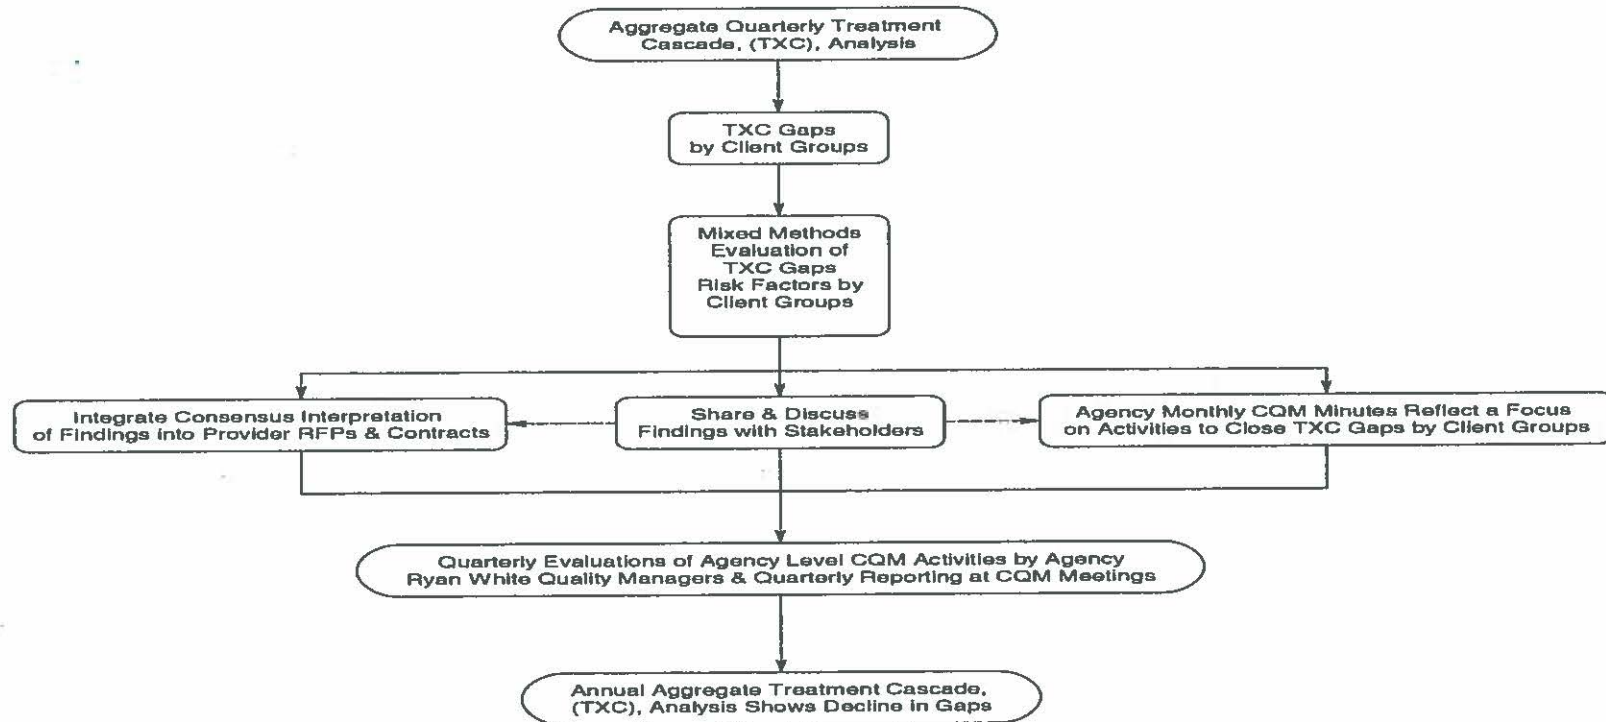 Aggregate Quarterly Treatment
Cascade, (TXC), Analysis
TXC Gaps
by Client Groups
Mixed Methods
Evaluation of
TXC Gaps
Risk Factors by
Client Groups
Integrate Consensus Interpretation
of Findings into Provider RFPs & Contracts
Share & Discuss
Findings with Stakeholders
Agency Monthly CQM Minutes Reflect a Focus
on Activities to Close TXC Gaps by Client Groups
Quarterly Evaluations of Agency Level CQM Activities by Agency
Ryan White Quality Managers & Quarterly Reporting at CQM Meetings
Annual Aggregate Treatment Cascade,
(TXC), Analysis Shows Decline in Gaps